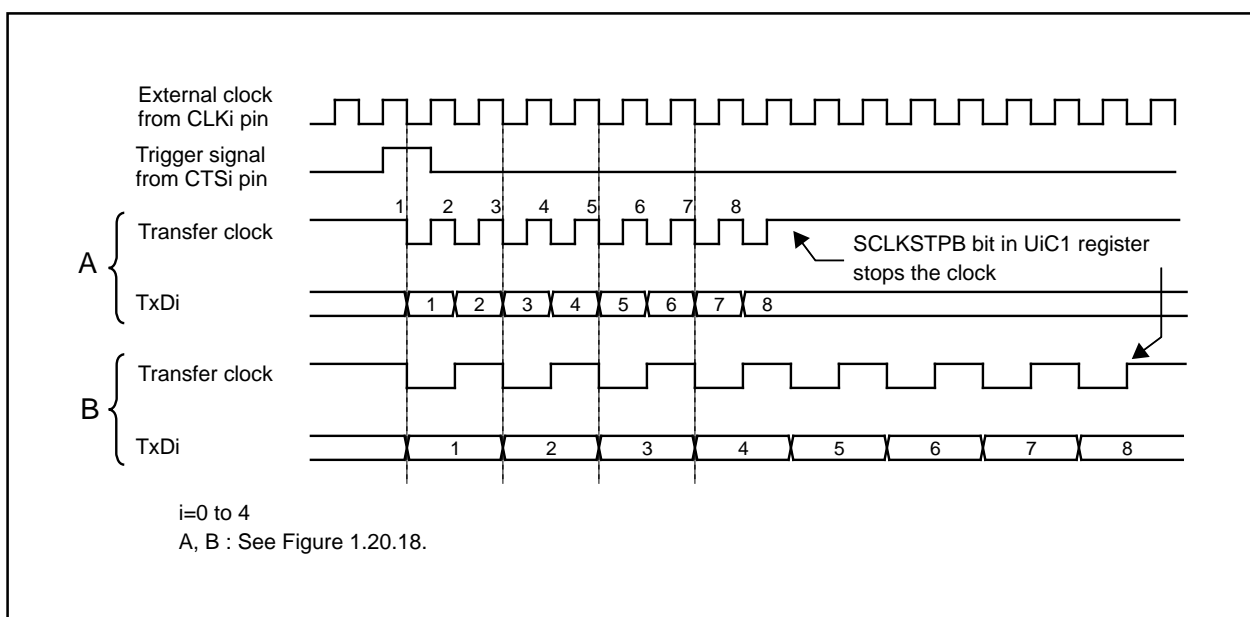 External clock
from CLKi pin
Trigger signal
from CTSi pin
1 2 3 4 5 6 7 8
A
Transfer clock
SCLKSTPB bit in UiC1 register
stops the clock
TxDi
1 2 3 4 5 6 7 8
B
Transfer clock
TxDi
1 2 3 4 5 6 7 8
i=0 to 4
A, B : See Figure 1.20.18.